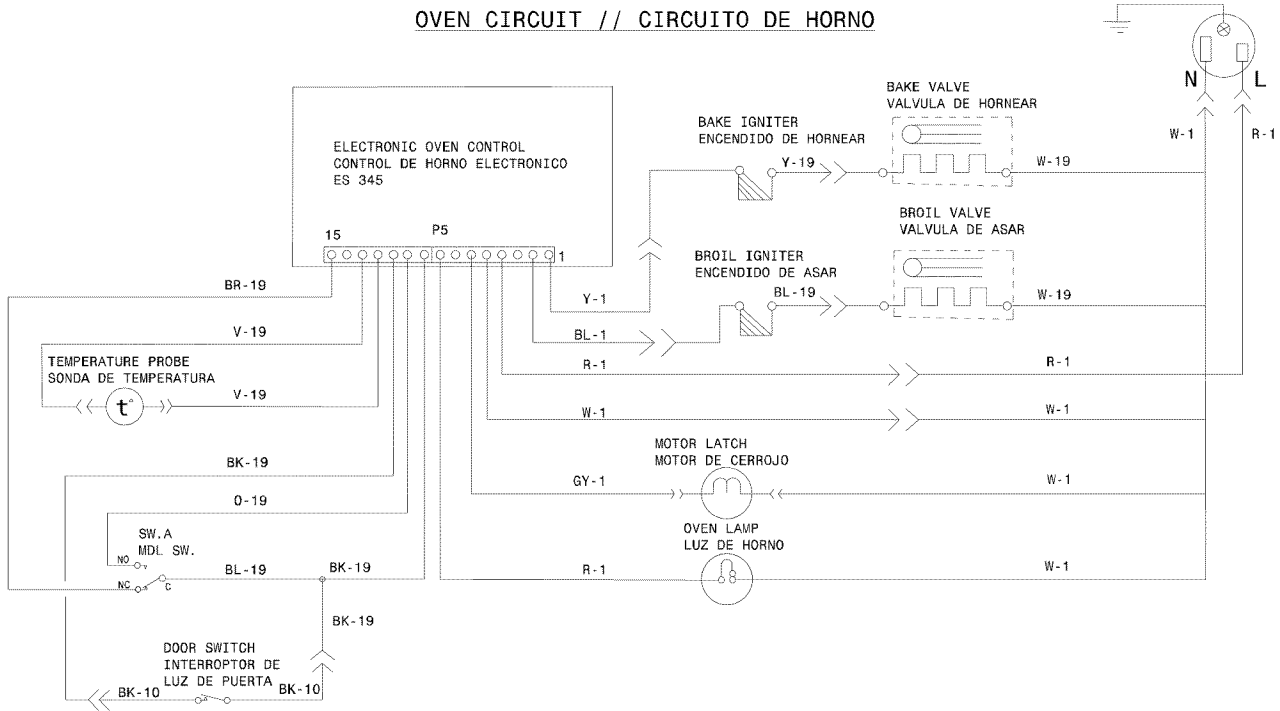 OVEN CIRCUIT // CIRCUITO DE HORNO
N
L
W-1
R-1
BAKE VALVE
VALVULA DE HORNEAR
BAKE IGNITER
ENCENDIDO DE HORNEAR
Y-19
W-19
ELECTRONIC OVEN CONTROL
CONTROL DE HORNO ELECTRONICO
ES 345
15
P5
1
BROIL VALVE
VALVULA DE ASAR
BROIL IGNITER
ENCENDIDO DE ASAR
BL-19
W-19
BR-19
Y-1
V-19
BL-1
TEMPERATURE PROBE
SONDA DE TEMPERATURA
t°
R-1
R-1
V-19
W-1
W-1
MOTOR LATCH
MOTOR DE CERROJO
BK-19
GY-1
W-1
O-19
OVEN LAMP
LUZ DE HORNO
SW.A
MDL SW.
NO
NC
C
BL-19
BK-19
R-1
W-1
BK-19
DOOR SWITCH
INTERROPTOR DE
LUZ DE PUERTA
BK-10
BK-10